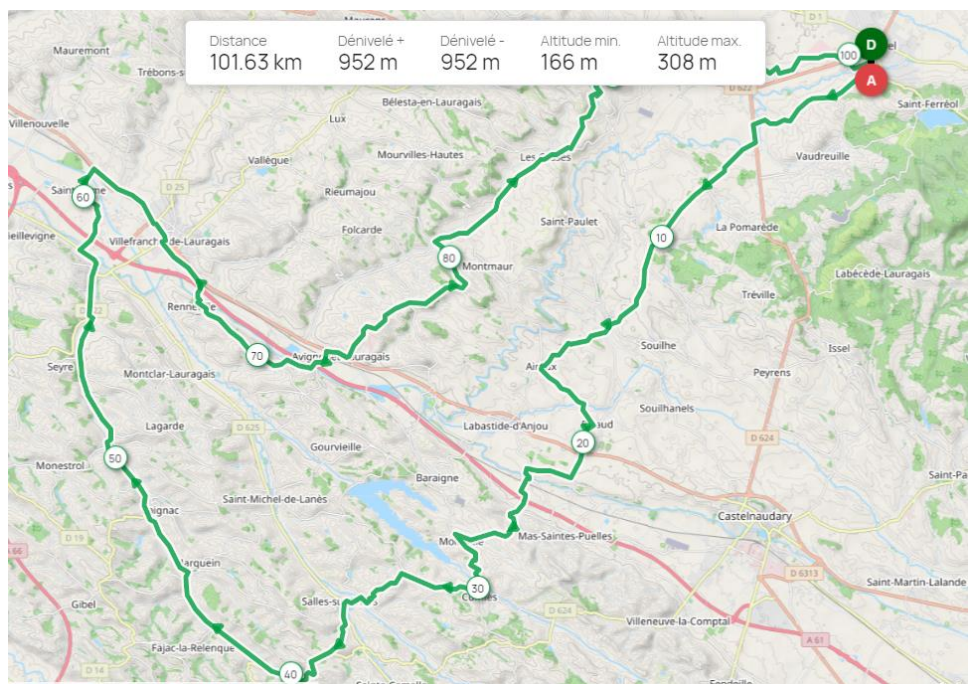 Distance
101.63 km
Dénivelé +
952 m
Dénivelé -
952 m
Altitude min.
166 m
Altitude max.
308 m
D 1
Mauremont
D
100
A
D 622
Saint-Ferréol
Bélesta-en-Lauragais
Lux
Villenouvelle
Vaudreuille
Mourvilles-Hautes
Vallègue
D 25
Rieumajou
60
Saint-Paulet
La Pomarède
Folcarde
10
80
Montmaur
Labécède-Lauragais
Tréville
70
Souilhe
Issel
Peyrens
Montclar-Lauragais
Souilhanels
Lagarde
D 625
Labastide-d'Anjou
20
D 624
Gourvieille
50
Monestrol
Baraigne
Saint-Michel-de-Lanès
Castelnaudary
D 19
Mas-Saintes-Puelles
A 66
D 6313
30
Saint-Martin-Lalande
Gibel
D 624
Villeneuve-la-Comptal
A 61
Fajac-la-Relenque
40
D 14